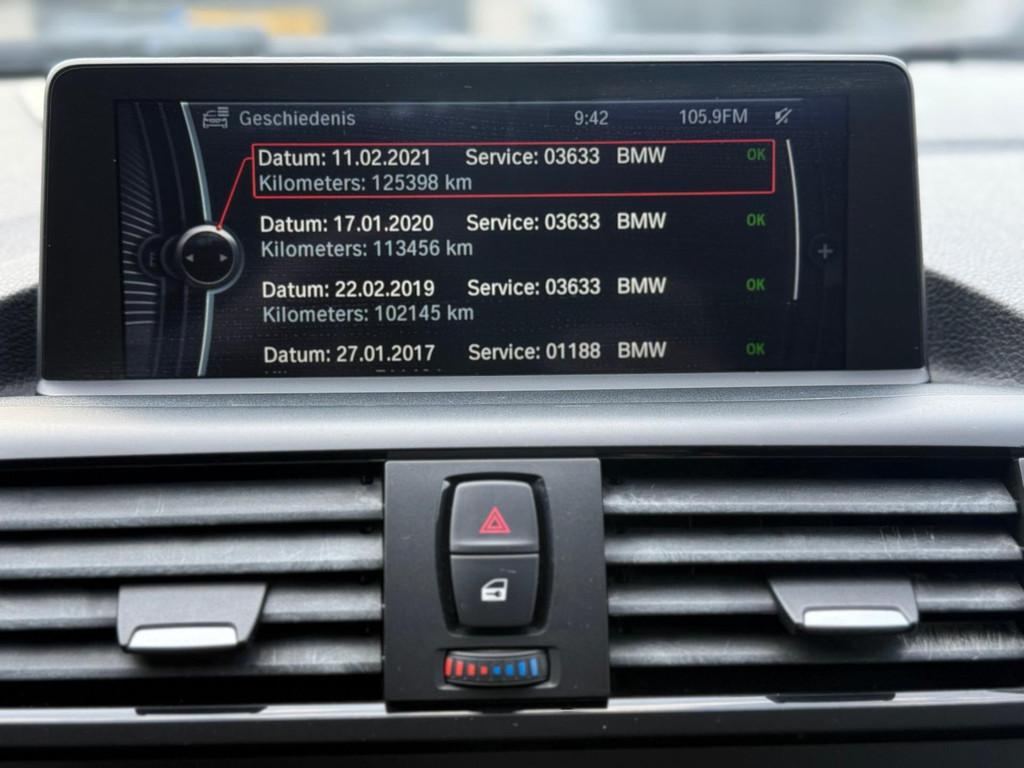 Geschiedenis 9:42 105.9FM
Datum: 11.02.2021 Service: 03633 BMW OK
Kilometers: 125398 km
Datum: 17.01.2020 Service: 03633 BMW OK
Kilometers: 113456 km
Datum: 22.02.2019 Service: 03633 BMW OK
Kilometers: 102145 km
Datum: 27.01.2017 Service: 01188 BMW OK